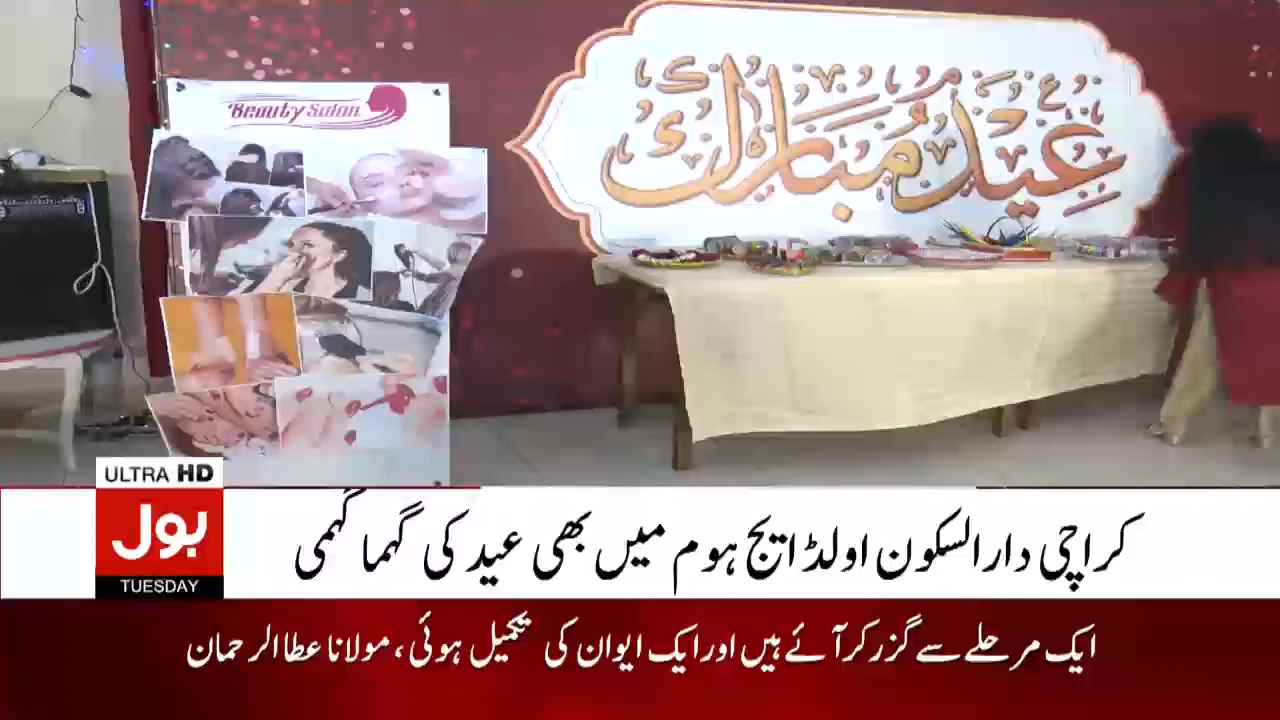 Beauty Salon
عید مبارک
ULTRA HD
بول
TUESDAY
کراچی دارالسکون اولڈ ایج ہوم میں بھی عید کی گہما گہمی
ایک مرحلے سے گزر کر آئے ہیں اور ایک ایوان کی تکمیل ہوئی، مولانا عطاالرحمان